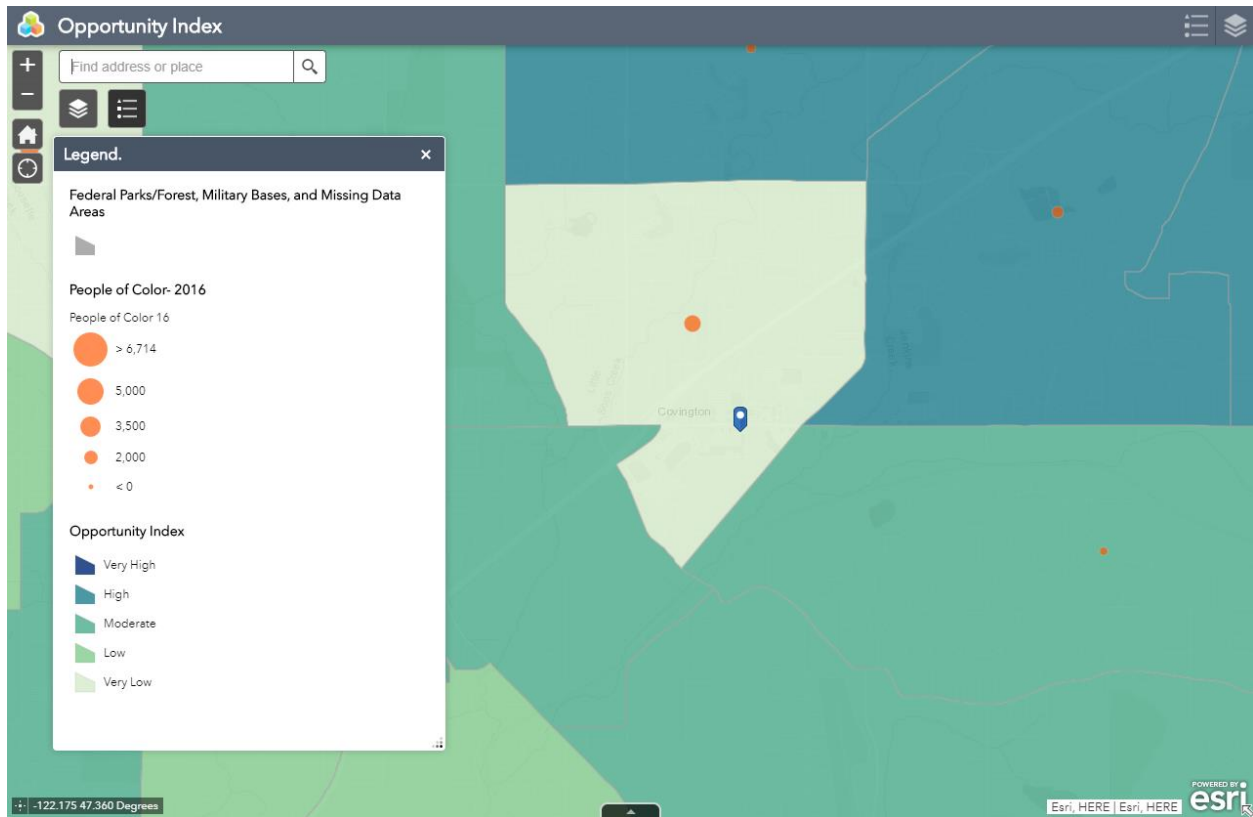 Opportunity Index
+
Find address or place
−
Legend.
×
Federal Parks/Forest, Military Bases, and Missing Data
Areas
People of Color- 2016
People of Color 16
> 6,714
5,000
3,500
2,000
< 0
Opportunity Index
Very High
High
Moderate
Low
Very Low
Covington
-122.175 47.360 Degrees
Esri, HERE | Esri, HERE
POWERED BY
esri